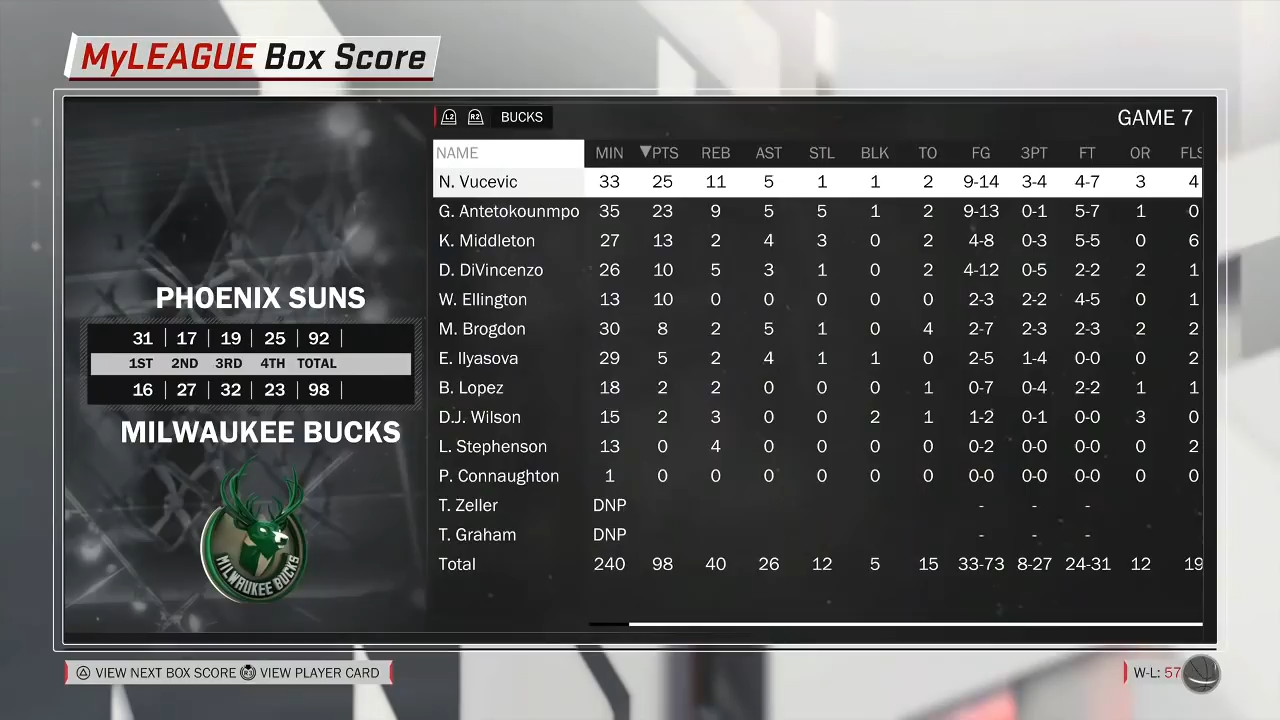 MyLEAGUE Box Score
L2 R2 BUCKS GAME 7
NAME MIN ▼PTS REB AST STL BLK TO FG 3PT FT OR FLS
N. Vucevic 33 25 11 5 1 1 2 9-14 3-4 4-7 3 4
G. Antetokounmpo 35 23 9 5 5 1 2 9-13 0-1 5-7 1 0
K. Middleton 27 13 2 4 3 0 2 4-8 0-3 5-5 0 6
D. DiVincenzo 26 10 5 3 1 0 2 4-12 0-5 2-2 2 1
W. Ellington 13 10 0 0 0 0 0 2-3 2-2 4-5 0 1
M. Brogdon 30 8 2 5 1 0 4 2-7 2-3 2-3 2 2
E. Ilyasova 29 5 2 4 1 1 0 2-5 1-4 0-0 0 2
B. Lopez 18 2 2 0 0 0 1 0-7 0-4 2-2 1 1
D.J. Wilson 15 2 3 0 0 2 1 1-2 0-1 0-0 3 0
L. Stephenson 13 0 4 0 0 0 0 0-2 0-0 0-0 0 2
P. Connaughton 1 0 0 0 0 0 0 0-0 0-0 0-0 0 0
T. Zeller DNP - - -
T. Graham DNP - - -
Total 240 98 40 26 12 5 15 33-73 8-27 24-31 12 19
PHOENIX SUNS
31 17 19 25 92
1ST 2ND 3RD 4TH TOTAL
16 27 32 23 98
MILWAUKEE BUCKS
MILWAUKEE BUCKS
VIEW NEXT BOX SCORE R3 VIEW PLAYER CARD
W-L: 57